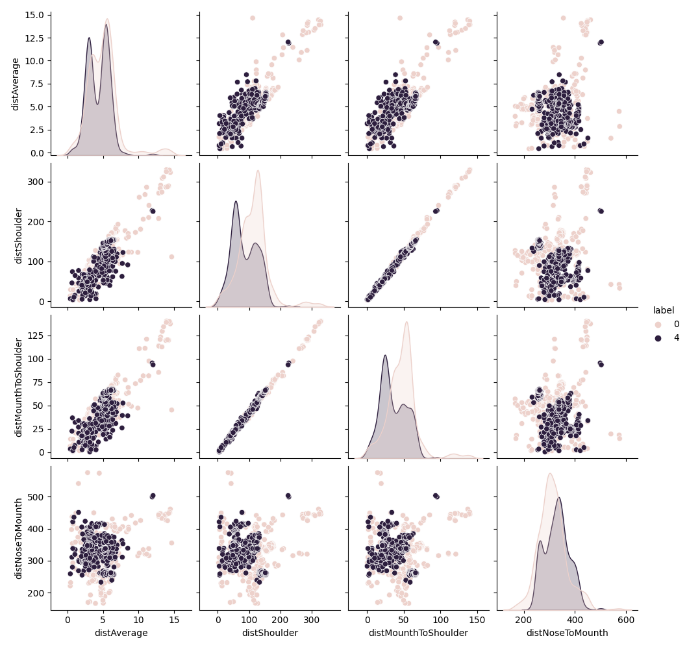 15.0
12.5
10.0
7.5
5.0
2.5
0.0
distAverage
300
200
100
0
distShoulder
label
0
4
125
100
75
50
25
0
distMounthToShoulder
500
400
300
200
distNoseToMounth
0 5 10 15
0 100 200 300
0 50 100 150
200 400 600
distAverage distShoulder distMounthToShoulder distNoseToMounth